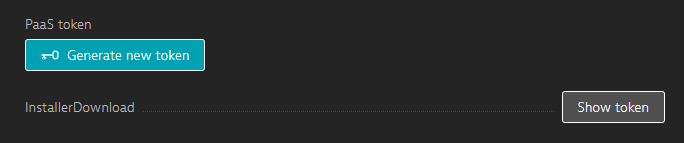 PaaS token
Generate new token
InstallerDownload
Show token